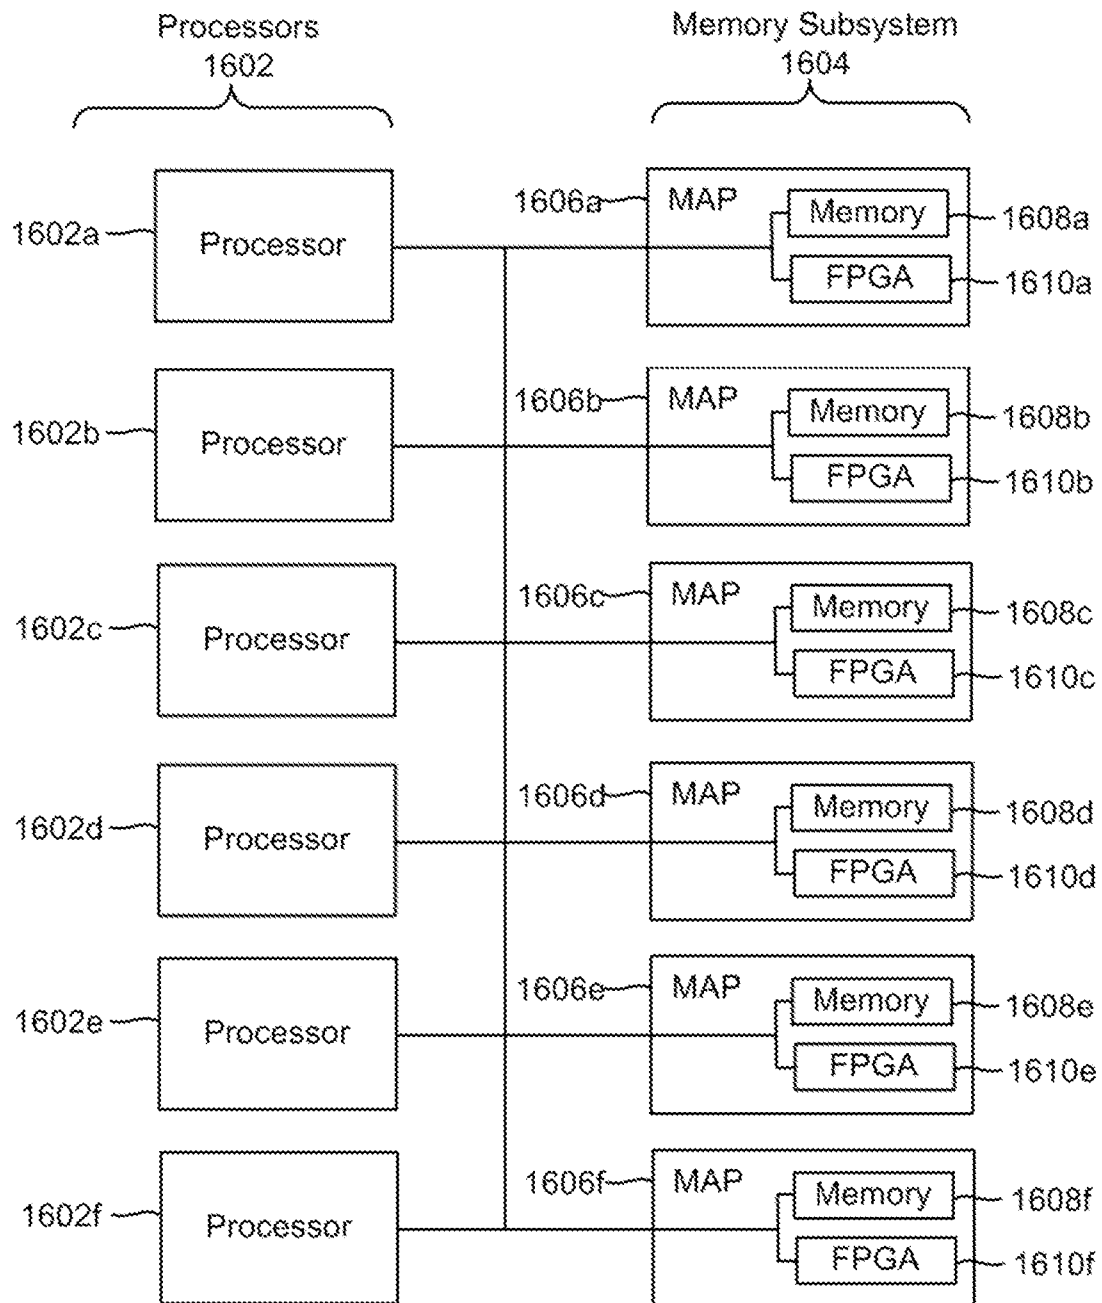 Processors
1602
Memory Subsystem
1604
1602a
Processor
1606a
MAP
Memory
1608a
FPGA
1610a
1602b
Processor
1606b
MAP
Memory
1608b
FPGA
1610b
1602c
Processor
1606c
MAP
Memory
1608c
FPGA
1610c
1602d
Processor
1606d
MAP
Memory
1608d
FPGA
1610d
1602e
Processor
1606e
MAP
Memory
1608e
FPGA
1610e
1602f
Processor
1606f
MAP
Memory
1608f
FPGA
1610f